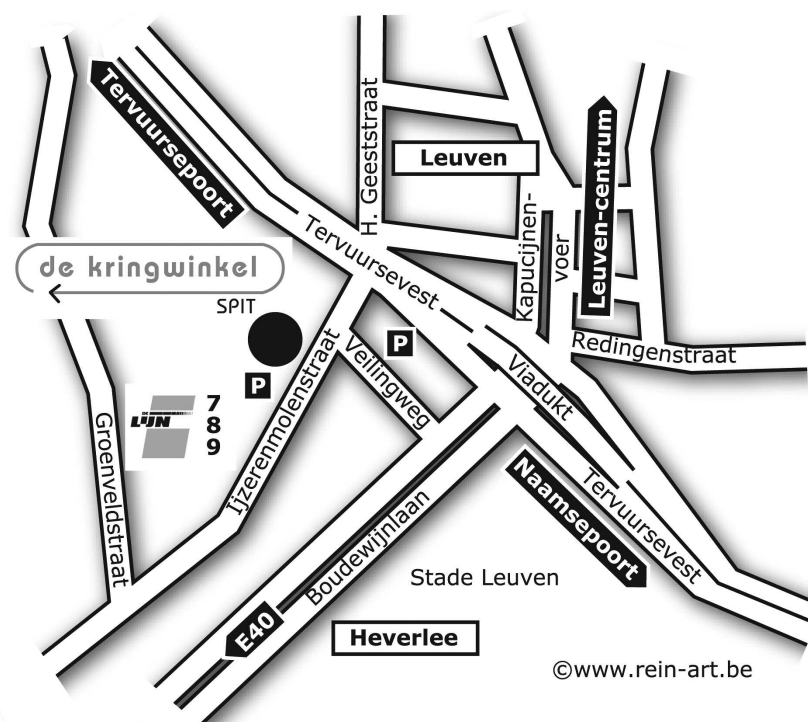 Tervuursepoort
H. Geeststraat
Leuven
Leuven-centrum
Kapucijnen-
voer
Tervuursevest
de kringwinkel
SPIT
P
P
Ijzerenmolenstraat
Veilingweg
Redingenstraat
Viadukt
DE
LIJN
7
8
9
Groenveldstraat
Boudewijnlaan
Naamsepoort
Tervuursevest
Stade Leuven
E40
Heverlee
©www.rein-art.be